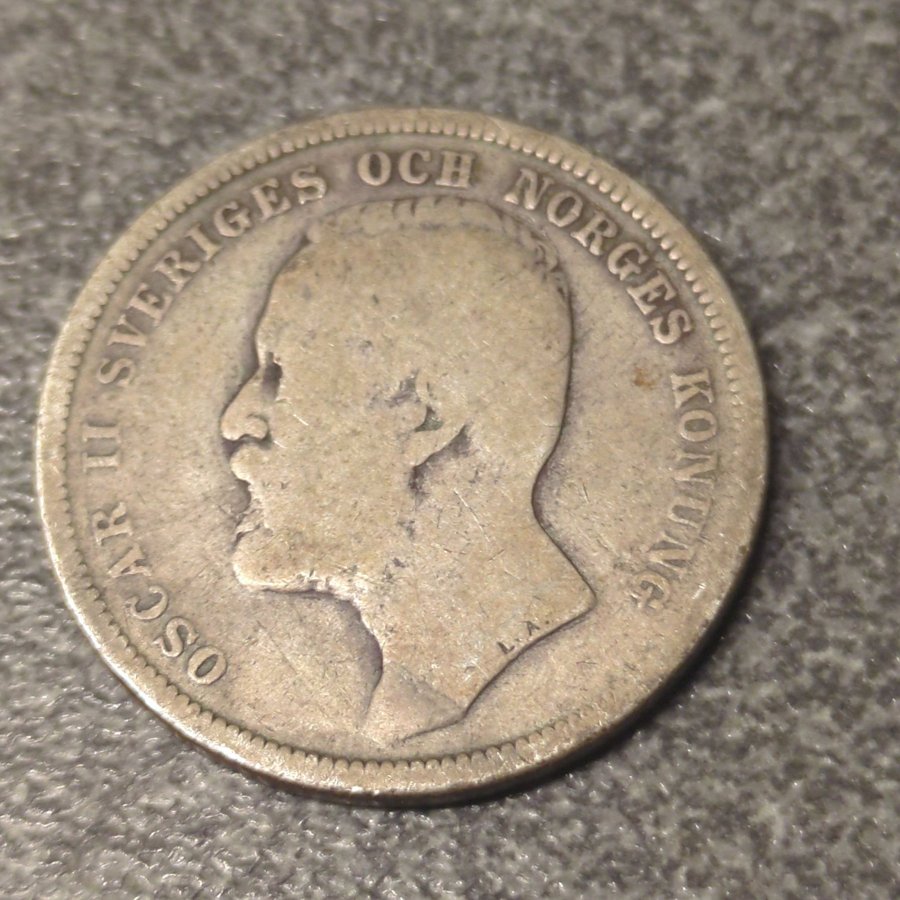 OSCAR II SVERIGES OCH NORGES KONUNG
L.A.